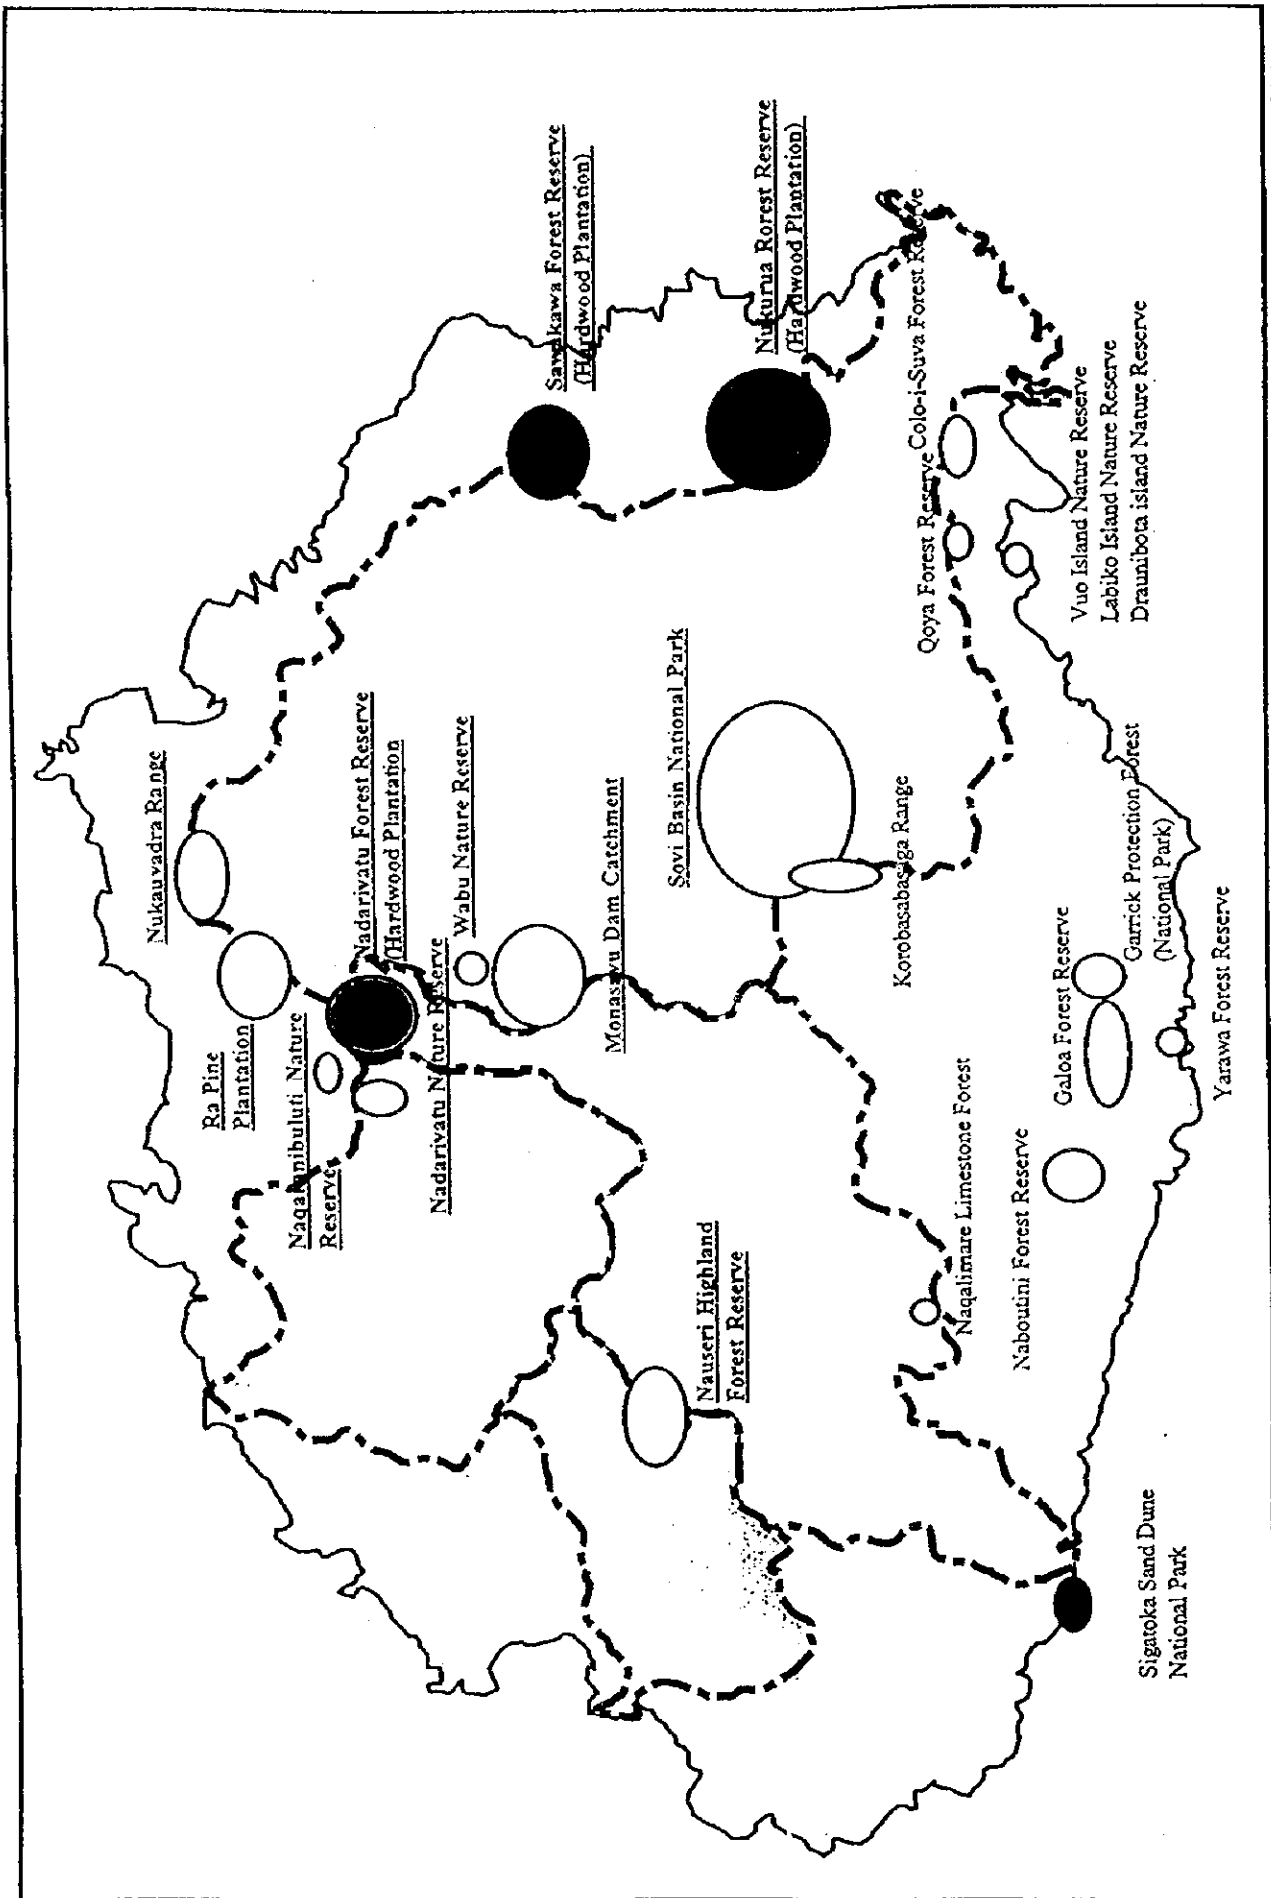 Nukauvadra Range
Ra Pine
Plantation
Naqaranibuluti Nature
Reserve
Nadarivatu Forest Reserve
(Hardwood Plantation
Nadarivatu Nature Reserve
Wabu Nature Reserve
Sawakawa Forest Reserve
(Hardwood Plantation)
Monasavu Dam Catchment
Nauseri Highland
Forest Reserve
Sovi Basin National Park
Nukurua Rorest Reserve
(Hardwood Plantation)
Korobasabasaga Range
Qoya Forest Reserve
Colo-i-Suva Forest Reserve
Naqalimare Limestone Forest
Naboutini Forest Reserve
Galoa Forest Reserve
Garrick Protection Forest
(National Park)
Vuo Island Nature Reserve
Labiko Island Nature Reserve
Draunibota island Nature Reserve
Sigatoka Sand Dune
National Park
Yarawa Forest Reserve